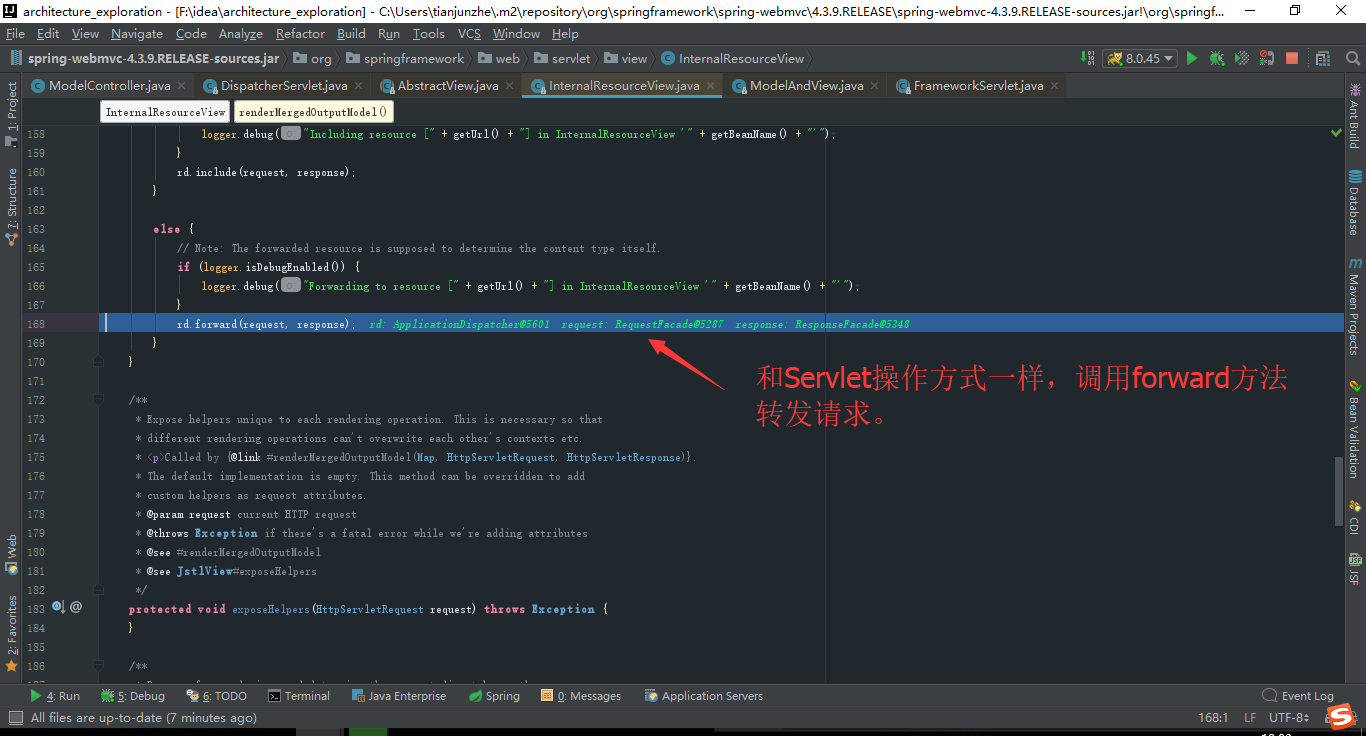 architecture_exploration - [F:\idea\architecture_exploration] - C:\Users\tianjunzhe\.m2\repository\org\springframework\spring-webmvc\4.3.9.RELEASE\spring-webmvc-4.3.9.RELEASE-sources.jar!\org\springf...
File Edit View Navigate Code Analyze Refactor Build Run Tools VCS Window Help
spring-webmvc-4.3.9.RELEASE-sources.jar org springframework web servlet view InternalResourceView 8.0.45
ModelController.java DispatcherServlet.java AbstractView.java InternalResourceView.java ModelAndView.java FrameworkServlet.java
InternalResourceView renderMergedOutputModel()
158 logger.debug( o: "Including resource [" + getUrl() + "] in InternalResourceView '" + getBeanName() + "'");
159 }
160 rd.include(request, response);
161 }
162
163 else {
164 // Note: The forwarded resource is supposed to determine the content type itself.
165 if (logger.isDebugEnabled()) {
166 logger.debug( o: "Forwarding to resource [" + getUrl() + "] in InternalResourceView '" + getBeanName() + "'");
167 }
168 rd.forward(request, response); rd: ApplicationDispatcher@5601 request: RequestFacade@5287 response: ResponseFacade@5348
169 }
170 }
和Servlet操作方式一样，调用forward方法
转发请求。
171
172 /**
173 * Expose helpers unique to each rendering operation. This is necessary so that
174 * different rendering operations can't overwrite each other's contexts etc.
175 * <p>Called by {@link #renderMergedOutputModel(Map, HttpServletRequest, HttpServletResponse)}.
176 * The default implementation is empty. This method can be overridden to add
177 * custom helpers as request attributes.
178 * @param request current HTTP request
179 * @throws Exception if there's a fatal error while we're adding attributes
180 * @see #renderMergedOutputModel
181 * @see JstlView#exposeHelpers
182 */
183 protected void exposeHelpers(HttpServletRequest request) throws Exception {
184 }
185
186 /**
1: Project
7: Structure
Web
2: Favorites
Ant Build
Database
Maven Projects
Bean Validation
CDI
JSF
4: Run 5: Debug 6: TODO Terminal Java Enterprise Spring 0: Messages Application Servers Event Log
All files are up-to-date (7 minutes ago) 168:1 LF UTF-8